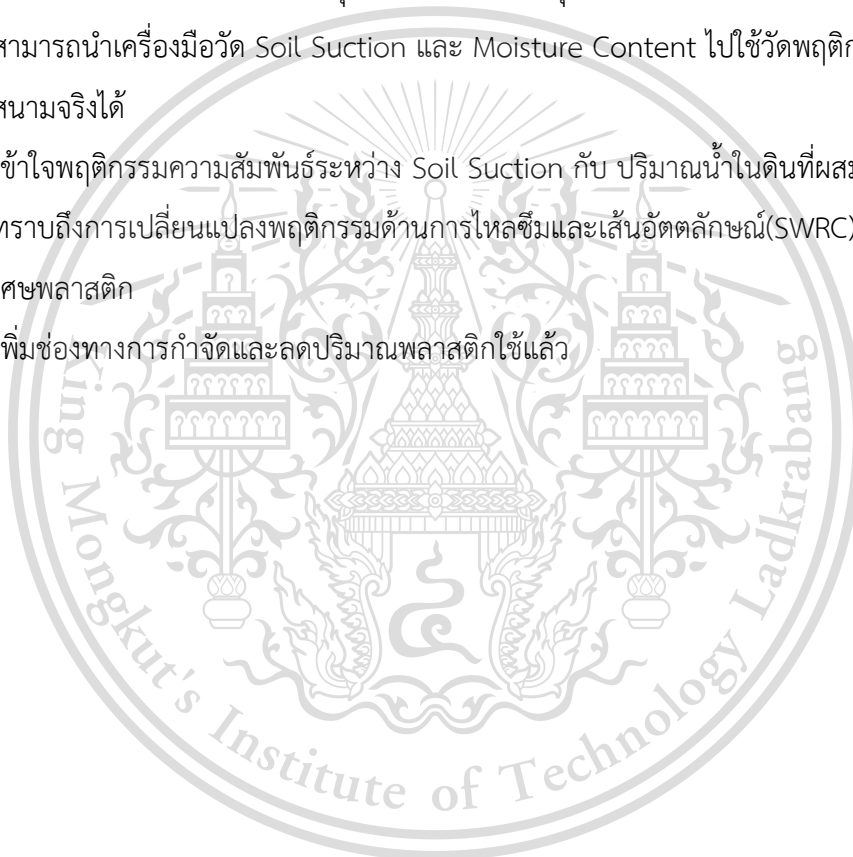 สามารถนำเครื่องมือวัด Soil Suction และ Moisture Content ไปใช้วัด
สนามจริงได้
เข้าใจพฤติกรรมความสัมพันธ์ระหว่าง Soil Suction กับ ปริมาณน้ำในดินที่ผสม
ทราบถึงการเปลี่ยนแปลงพฤติกรรมด้านการไหลซึมและเส้นอัตตลักษณ์(SWRC)
เศษพลาสติก
เพิ่มช่องทางการกำจัดและลดปริมาณพลาสติกใช้แล้ว
King Mongkut's Institute of Technology Ladkrabang